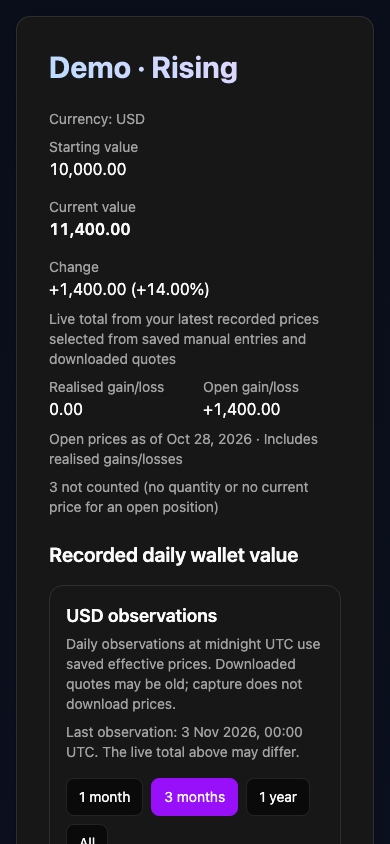 Demo · Rising
Currency: USD
Starting value
10,000.00
Current value
11,400.00
Change
+1,400.00 (+14.00%)
Live total from your latest recorded prices
selected from saved manual entries and
downloaded quotes
Realised gain/loss
0.00
Open gain/loss
+1,400.00
Open prices as of Oct 28, 2026 · Includes
realised gains/losses
3 not counted (no quantity or no current
price for an open position)
Recorded daily wallet value
USD observations
Daily observations at midnight UTC use
saved effective prices. Downloaded
quotes may be old; capture does not
download prices.
Last observation: 3 Nov 2026, 00:00
UTC. The live total above may differ.
1 month
3 months
1 year
All